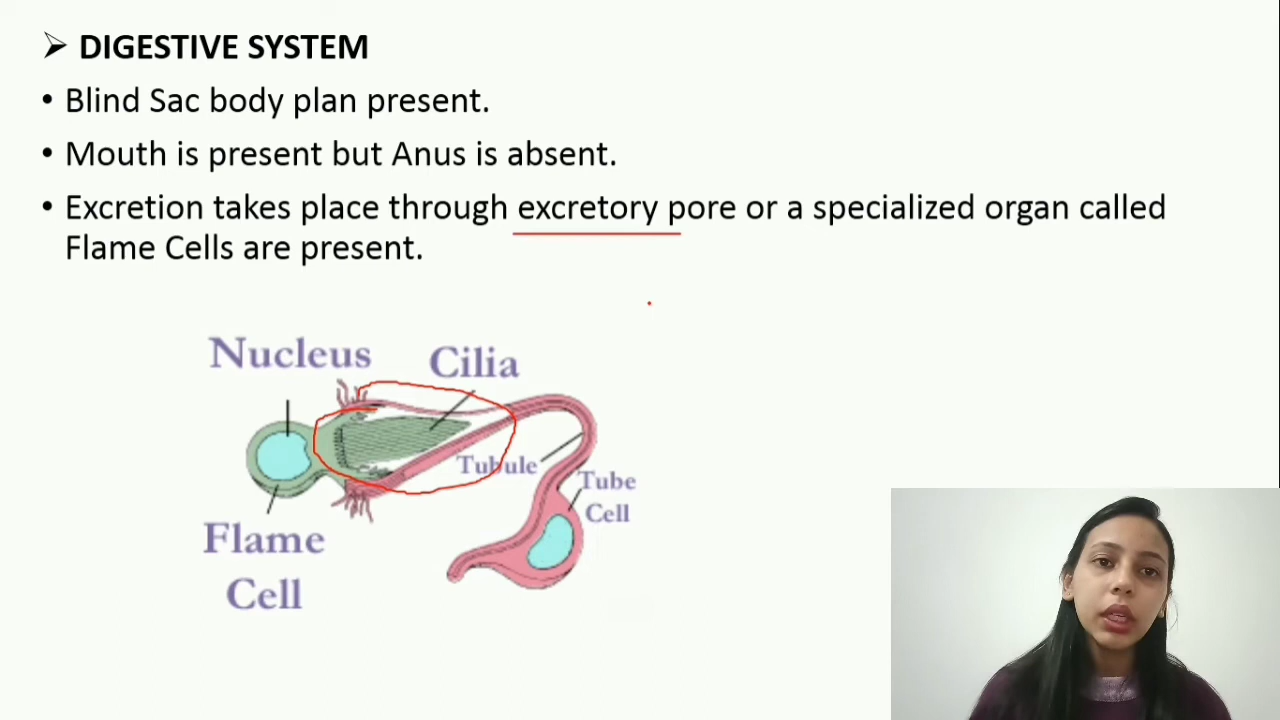 ➤ DIGESTIVE SYSTEM
• Blind Sac body plan present.
• Mouth is present but Anus is absent.
• Excretion takes place through excretory pore or a specialized organ called
Flame Cells are present.
Nucleus
Cilia
Tubule
Tube
Cell
Flame
Cell